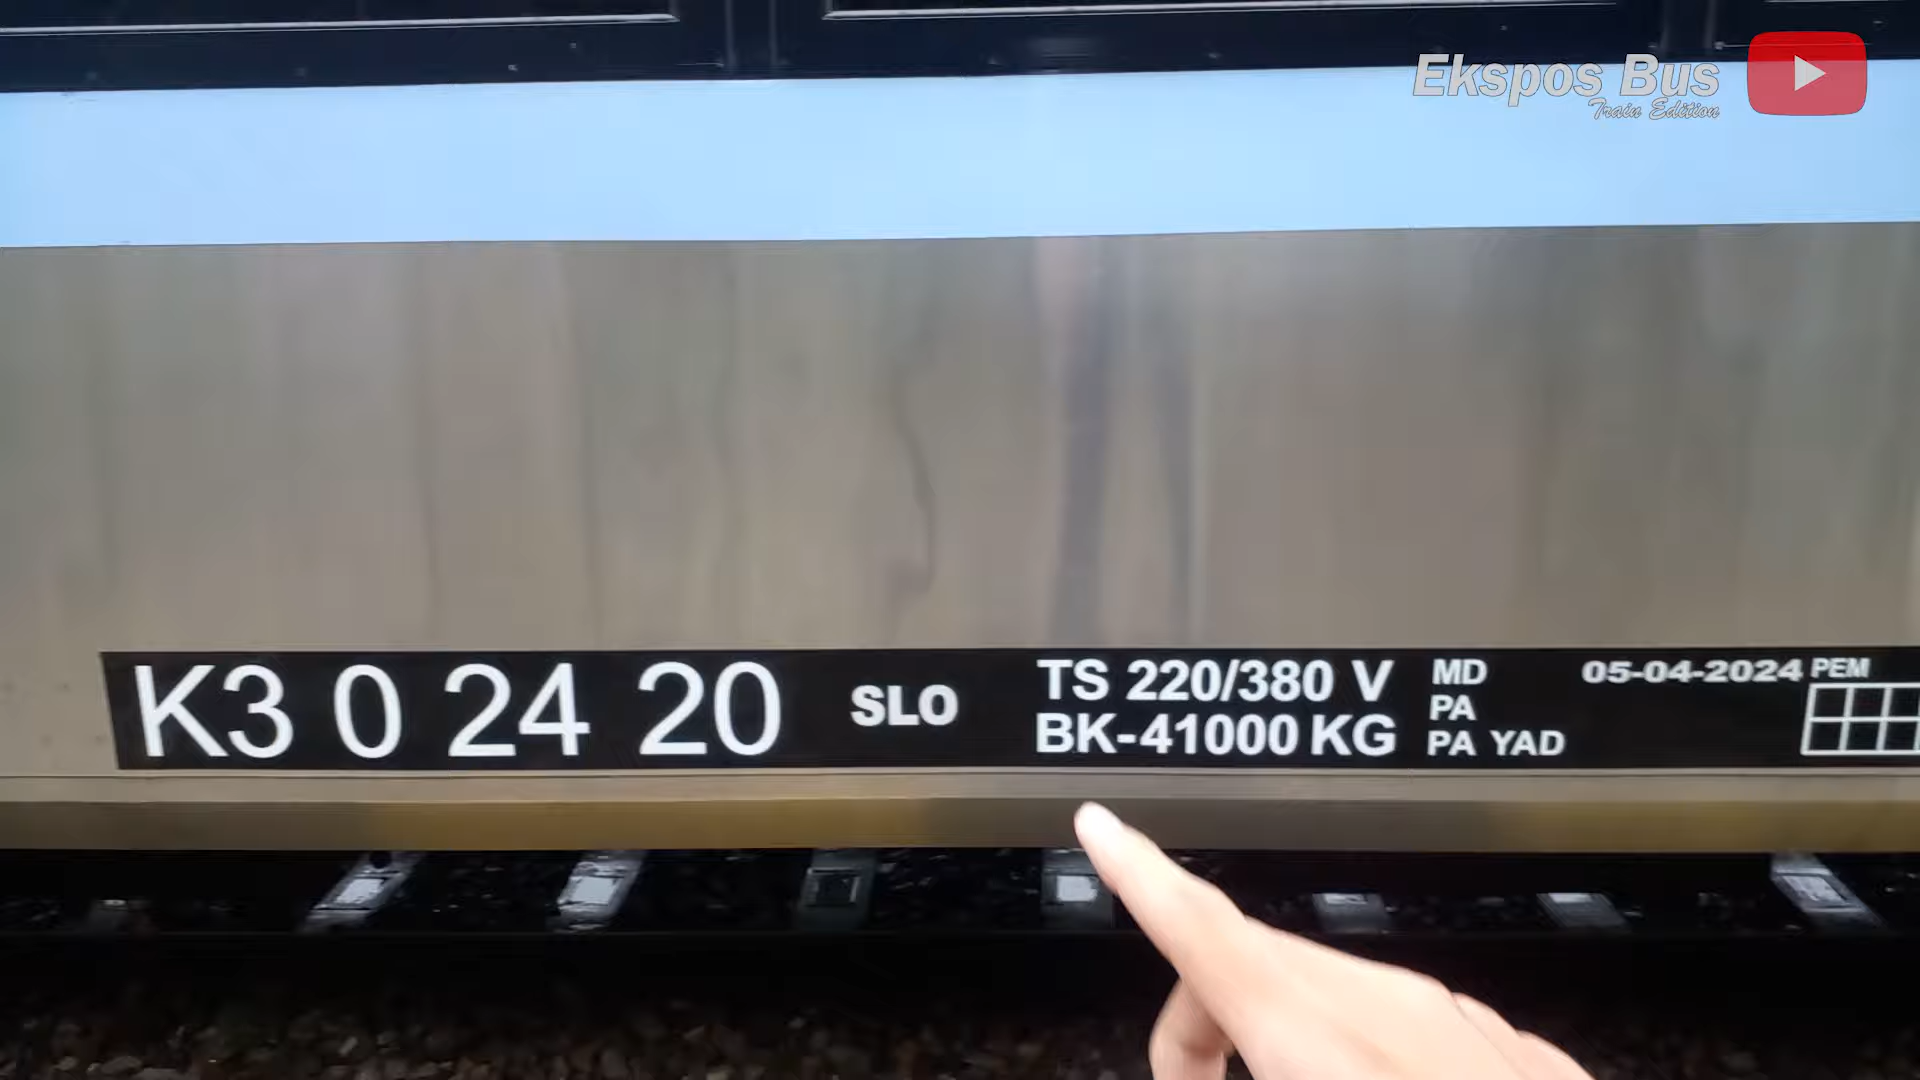 Ekspos Bus
Train Edition
K3 0 24 20
SLO
TS 220/380 V
BK-41000 KG
MD 05-04-2024
PA
PA YAD
PEM